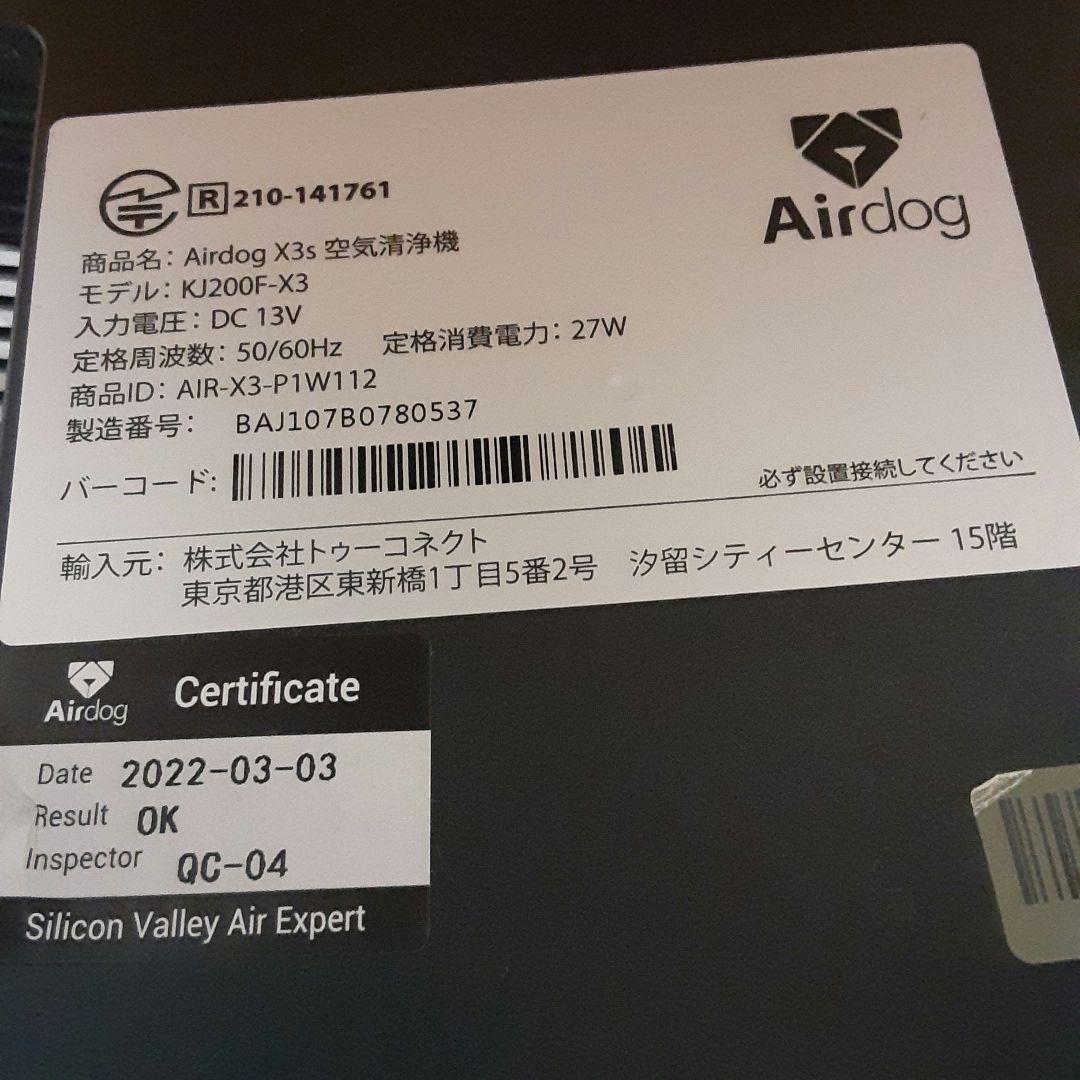 R 210-141761
Airdog
商品名: Airdog X3s 空気清浄機
モデル: KJ200F-X3
入力電圧: DC 13V
定格周波数: 50/60Hz 定格消費電力: 27W
商品ID: AIR-X3-P1W112
製造番号: BAJ107B0780537
バーコード:
必ず設置接続してください
輸入元: 株式会社トゥーコネクト
東京都港区東新橋1丁目5番2号 汐留シティーセンター 15階
Airdog Certificate
Date 2022-03-03
Result OK
Inspector QC-04
Silicon Valley Air Expert